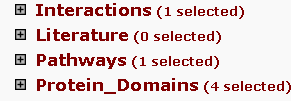 Interactions (1 selected)
Literature (0 selected)
Pathways (1 selected)
Protein_Domains (4 selected)